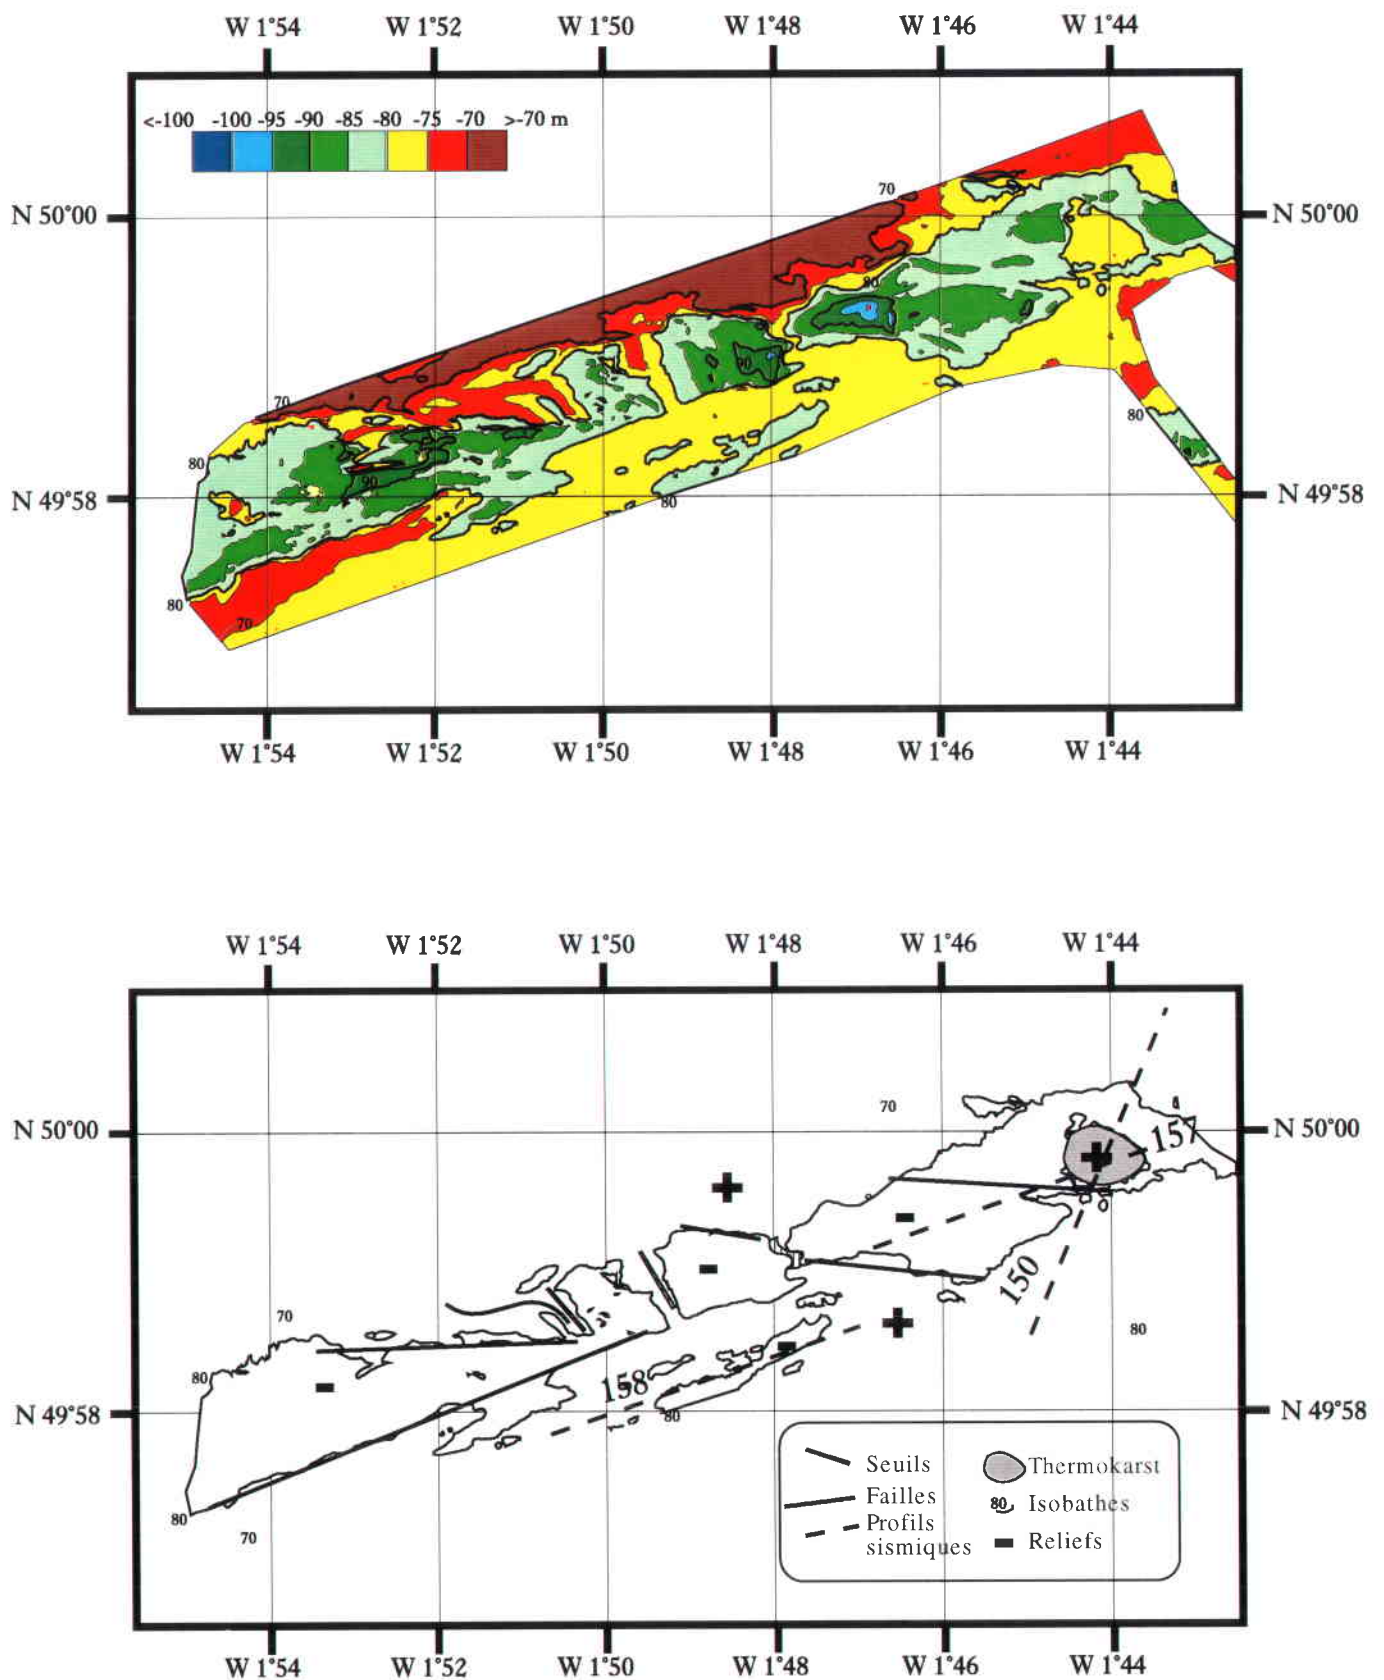 W 1°54 W 1°52 W 1°50 W 1°48 W 1°46 W 1°44
<-100 -100 -95 -90 -85 -80 -75 -70 >-70 m
70
N 50°00 N 50°00
90
90
70
80
80
N 49°58 90 80 N 49°58
80
70
W 1°54 W 1°52 W 1°50 W 1°48 W 1°46 W 1°44
W 1°54 W 1°52 W 1°50 W 1°48 W 1°46 W 1°44
70
N 50°00 157 N 50°00
150
70 80
80 158
N 49°58 80 N 49°58
Seuils Thermokarst
Failles 80 Isobathes
Profils
sismiques Reliefs
80
70
W 1°54 W 1°52 W 1°50 W 1°48 W 1°46 W 1°44